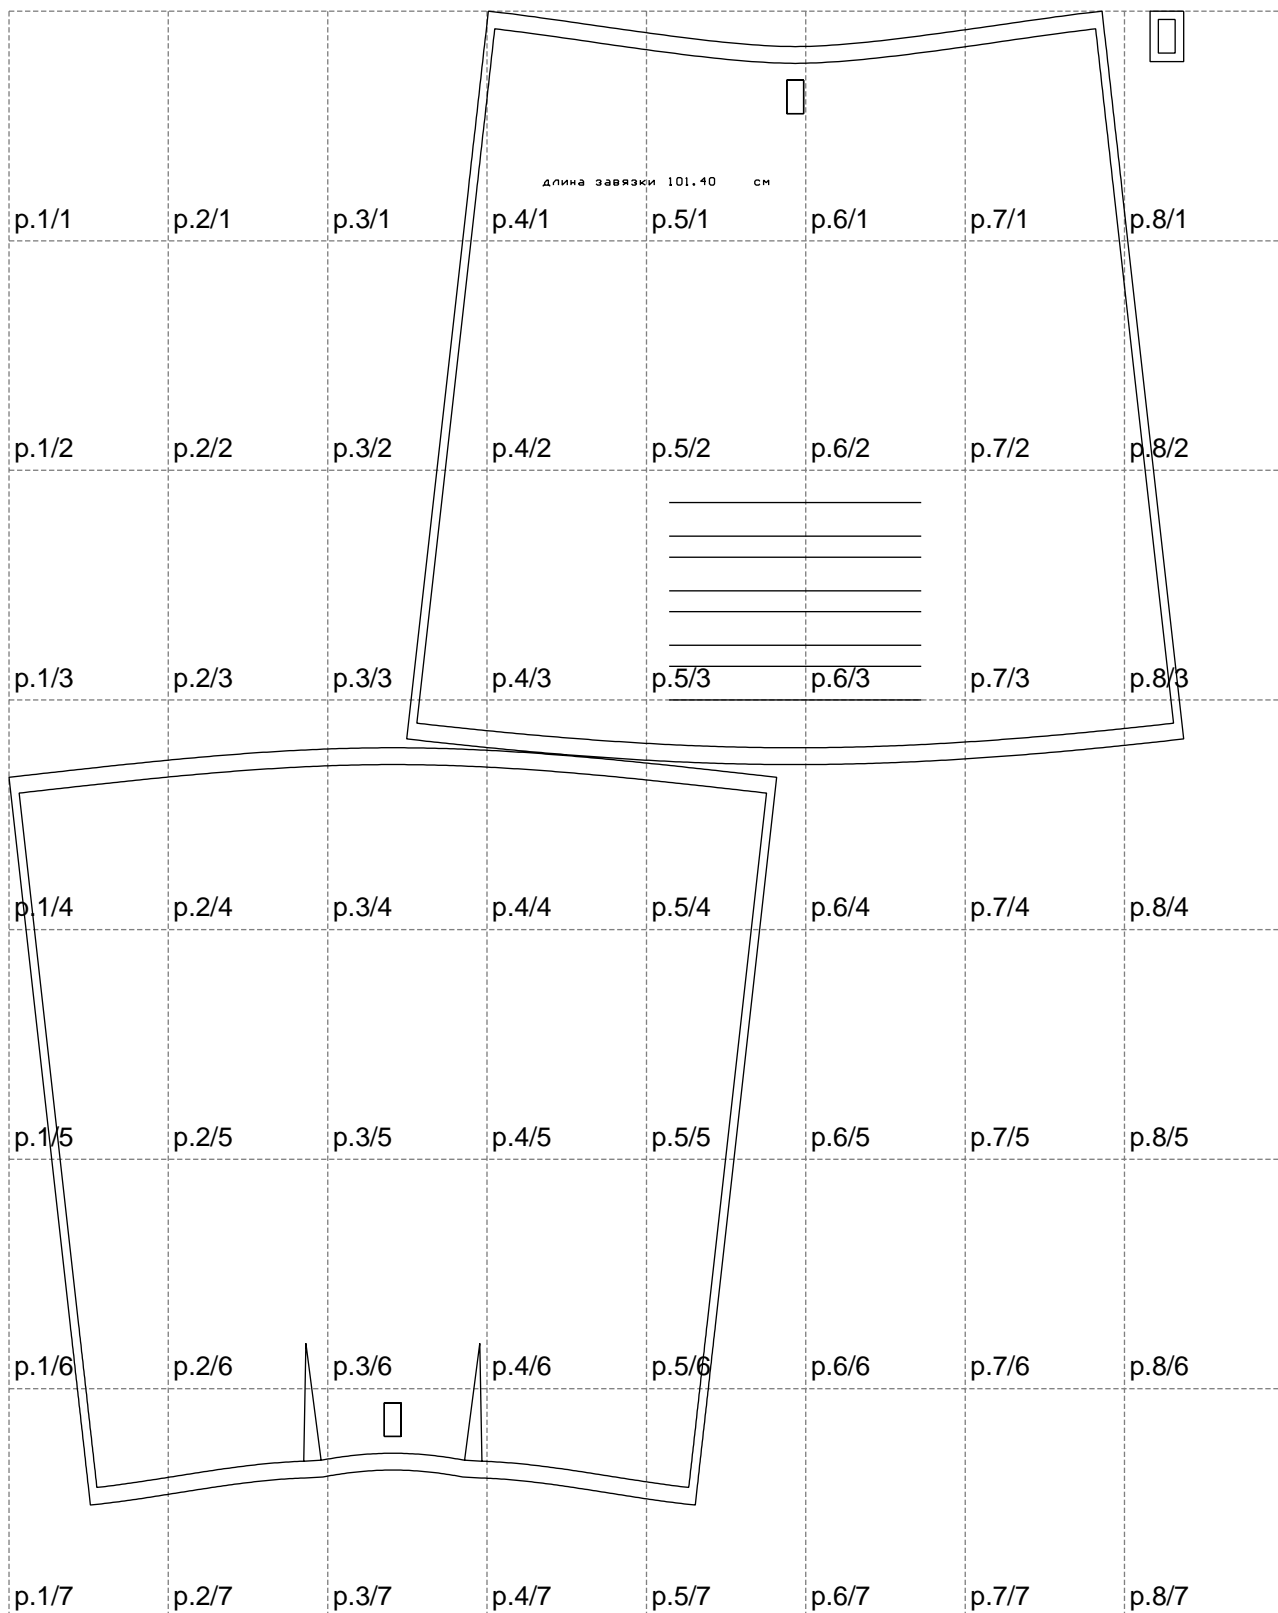 длина завязки 101.40 см
p.1/1 p.2/1 p.3/1 p.4/1 p.5/1 p.6/1 p.7/1 p.8/1
p.1/2 p.2/2 p.3/2 p.4/2 p.5/2 p.6/2 p.7/2 p.8/2
p.1/3 p.2/3 p.3/3 p.4/3 p.5/3 p.6/3 p.7/3 p.8/3
p.1/4 p.2/4 p.3/4 p.4/4 p.5/4 p.6/4 p.7/4 p.8/4
p.1/5 p.2/5 p.3/5 p.4/5 p.5/5 p.6/5 p.7/5 p.8/5
p.1/6 p.2/6 p.3/6 p.4/6 p.5/6 p.6/6 p.7/6 p.8/6
p.1/7 p.2/7 p.3/7 p.4/7 p.5/7 p.6/7 p.7/7 p.8/7